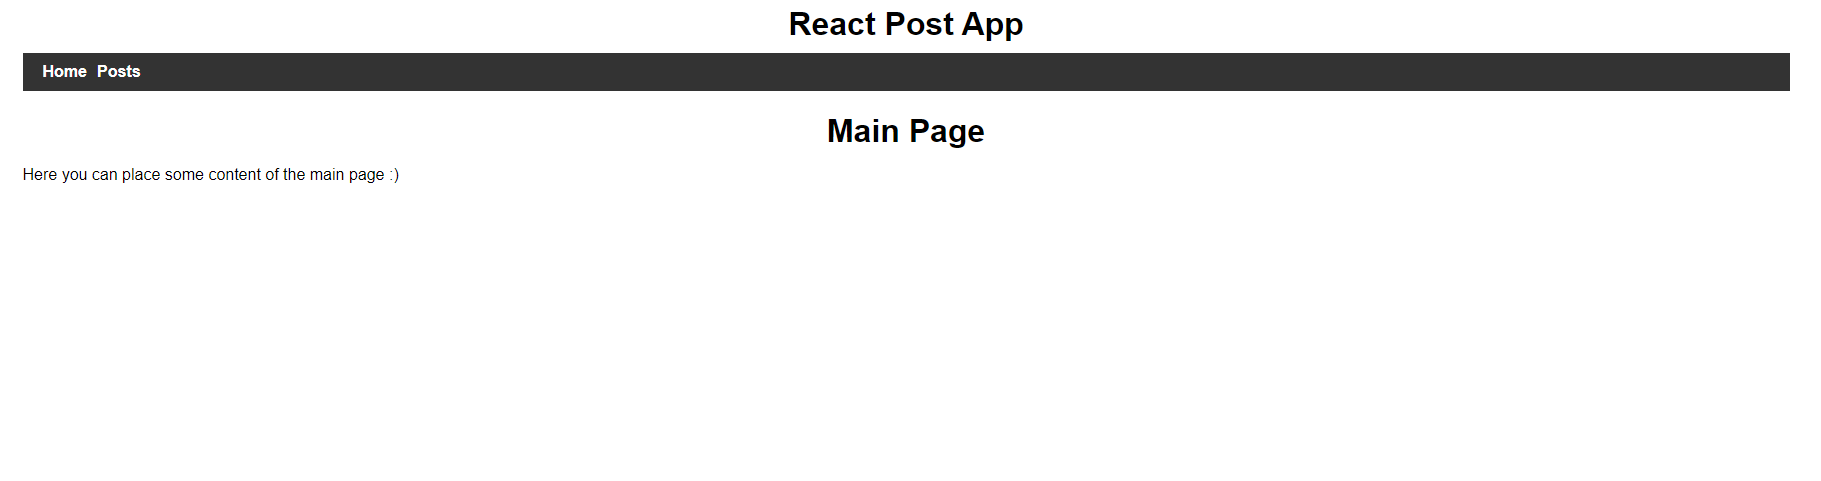 React Post App
Home Posts
Main Page
Here you can place some content of the main page :)